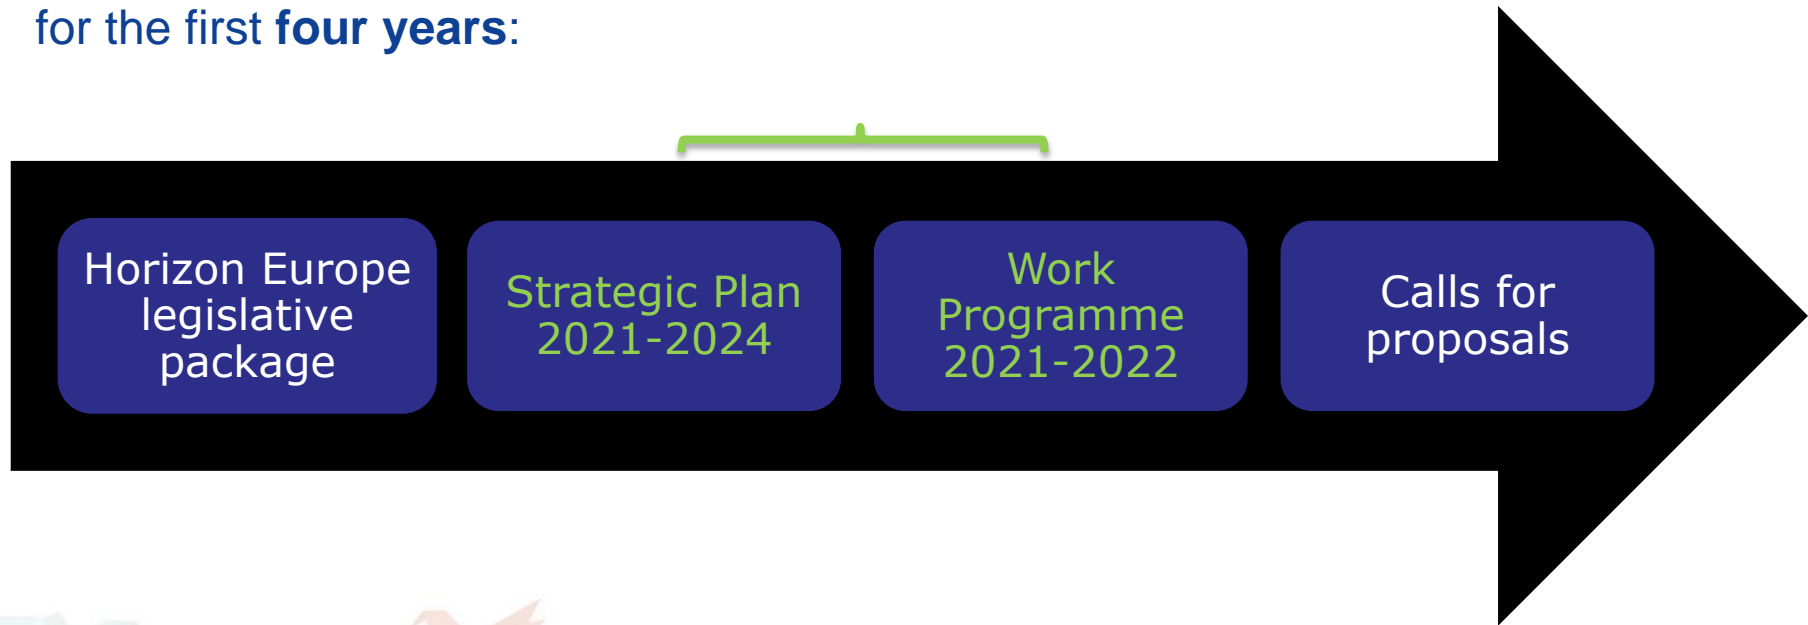 for the first four years:
Horizon Europe
legislative
package
Strategic Plan
2021-2024
Work
Programme
2021-2022
Calls for
proposals